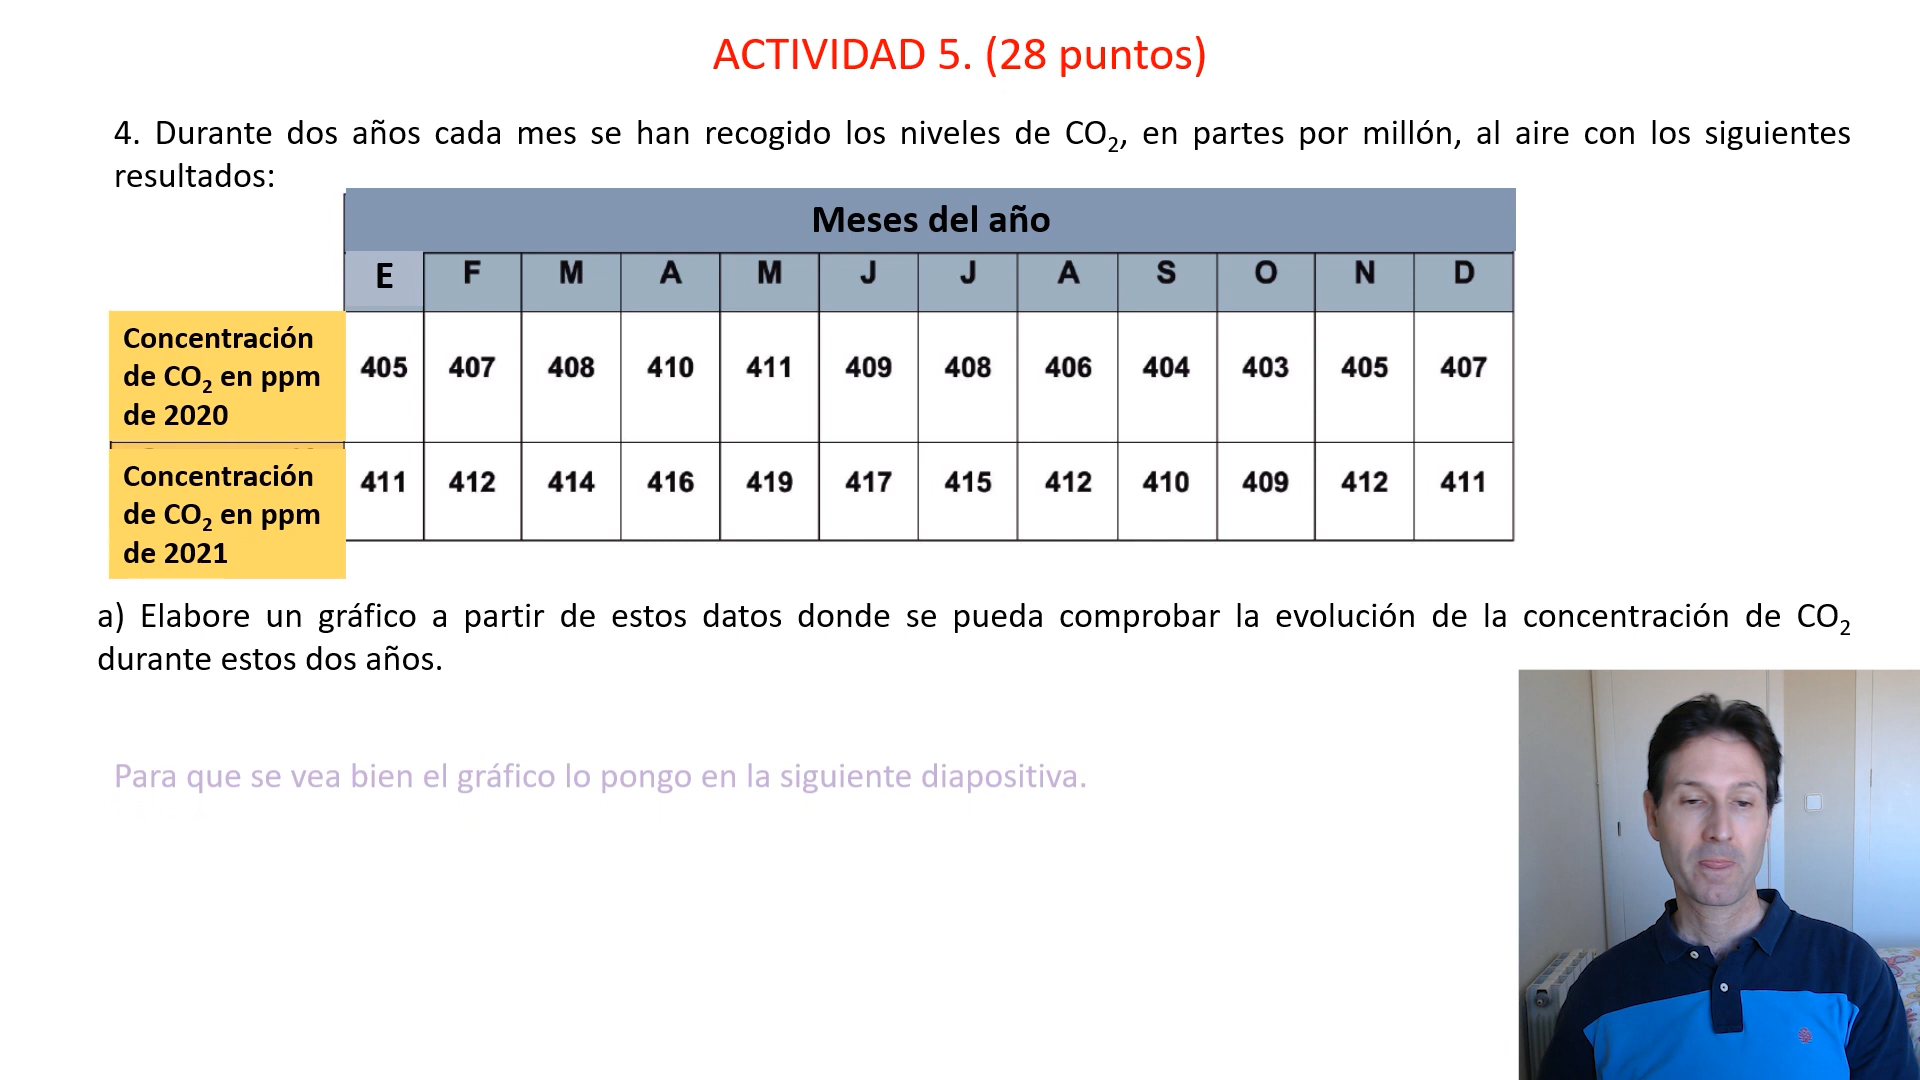 ACTIVIDAD 5. (28 puntos)
4. Durante dos años cada mes se han recogido los niveles de CO2, en partes por millón, al aire con los siguientes
resultados:
Meses del año
E F M A M J J A S O N D
Concentración
de CO2 en ppm
de 2020
405 407 408 410 411 409 408 406 404 403 405 407
Concentración
de CO2 en ppm
de 2021
411 412 414 416 419 417 415 412 410 409 412 411
a) Elabore un gráfico a partir de estos datos donde se pueda comprobar la evolución de la concentración de CO2
durante estos dos años.
Para que se vea bien el gráfico lo pongo en la siguiente diapositiva.